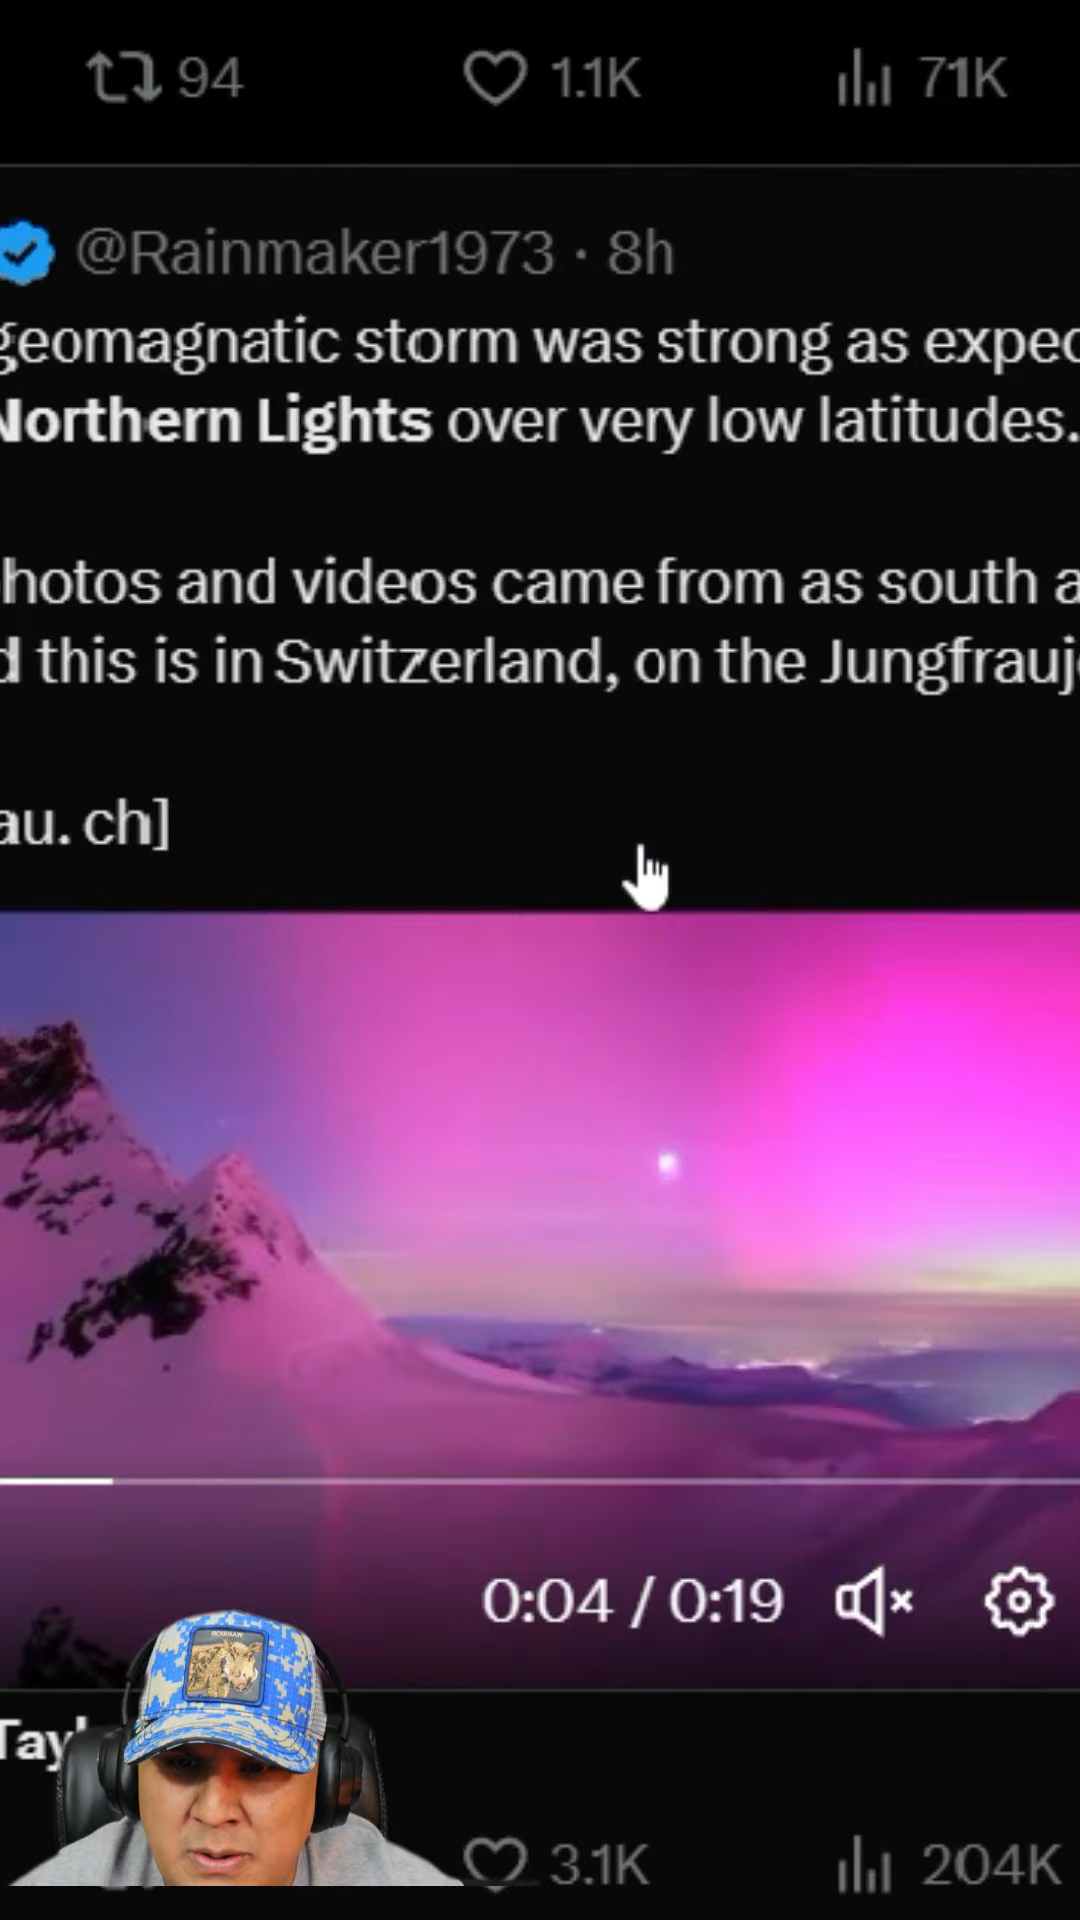 94 1.1K 71K
@Rainmaker1973 · 8h
geomagnatic storm was strong as expec
Northern Lights over very low latitudes.
hotos and videos came from as south a
d this is in Switzerland, on the Jungfrauj
au. ch]
0:04 / 0:19
Tayl
3.1K 204K